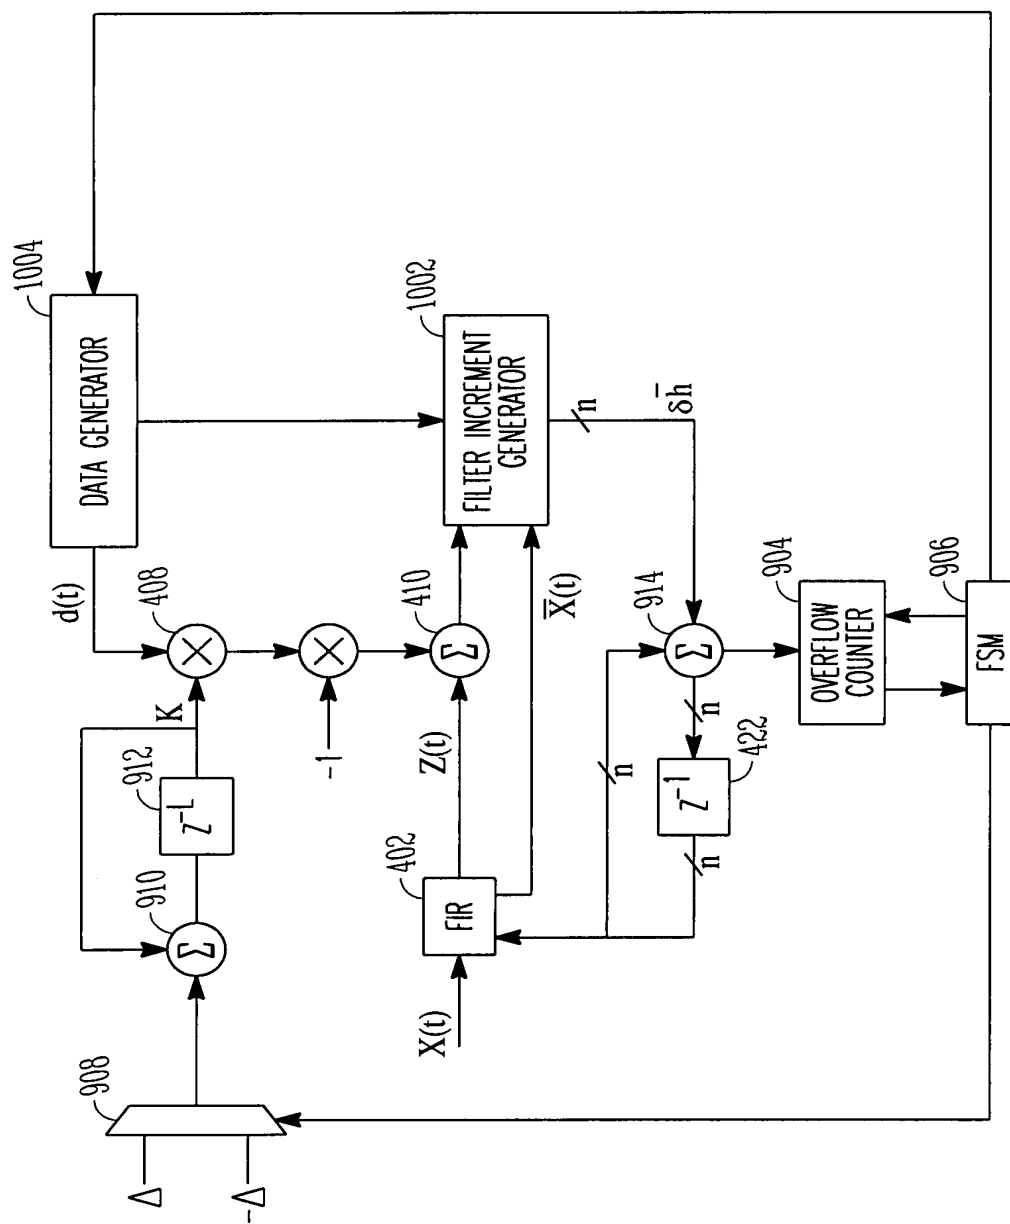 Δ
-Δ
908
910
Σ
912
z⁻ᴸ
K
d(t)
408
X
-1
X
DATA GENERATOR
1004
X(t)
402
FIR
Z(t)
410
Σ
X̅(t)
FILTER INCREMENT
GENERATOR
1002
n
δh̅
n
914
Σ
n
422
z⁻¹
n
OVERFLOW
COUNTER
904
FSM
906